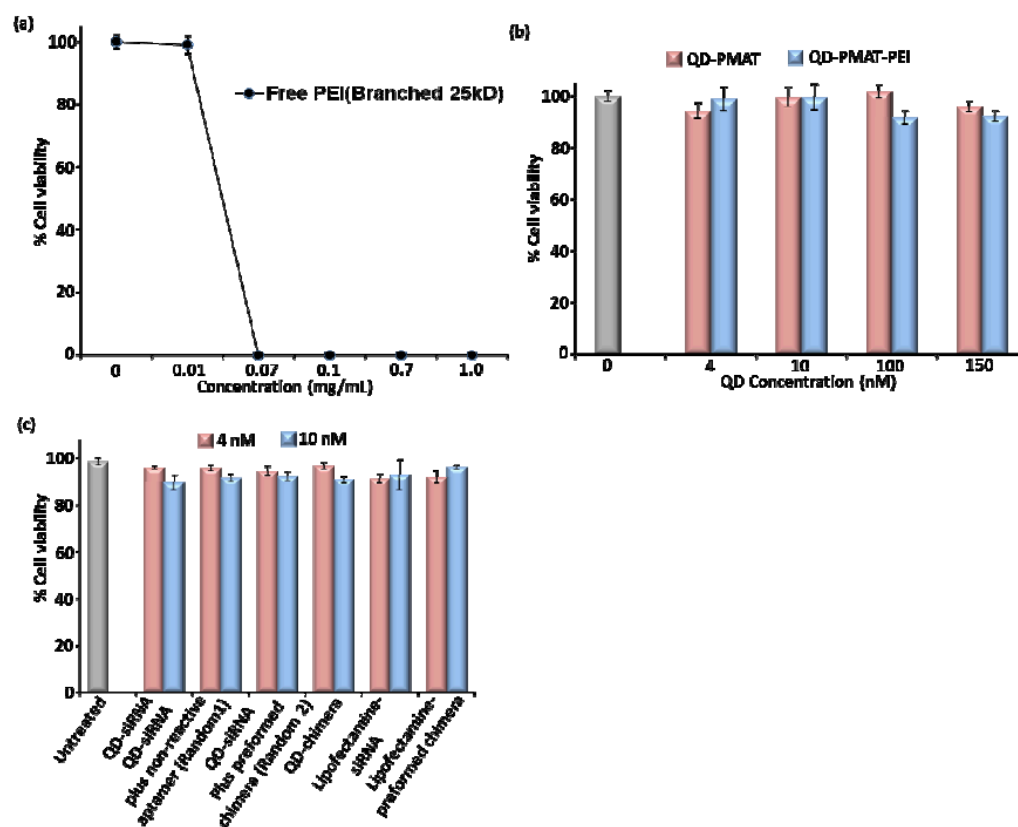 (a)
100
80
60
40
20
0
% Cell viability
Free PEI(Branched 25kD)
0 0.01 0.07 0.1 0.7 1.0
Concentration (mg/mL)
(b)
QD-PMAT QD-PMAT-PEI
100
80
60
40
20
0
% Cell viability
0 4 10 100 150
QD Concentration (nM)
(c)
4 nM 10 nM
100
80
60
40
20
0
% Cell viability
Untreated
QD-siRNA
QD-siRNA
plus non-reactive
aptamer (Random1)
QD-siRNA
Plus preformed
chimera (Random 2)
QD-chimera
Lipofectamine-
siRNA
Lipofectamine-
preformed chimera